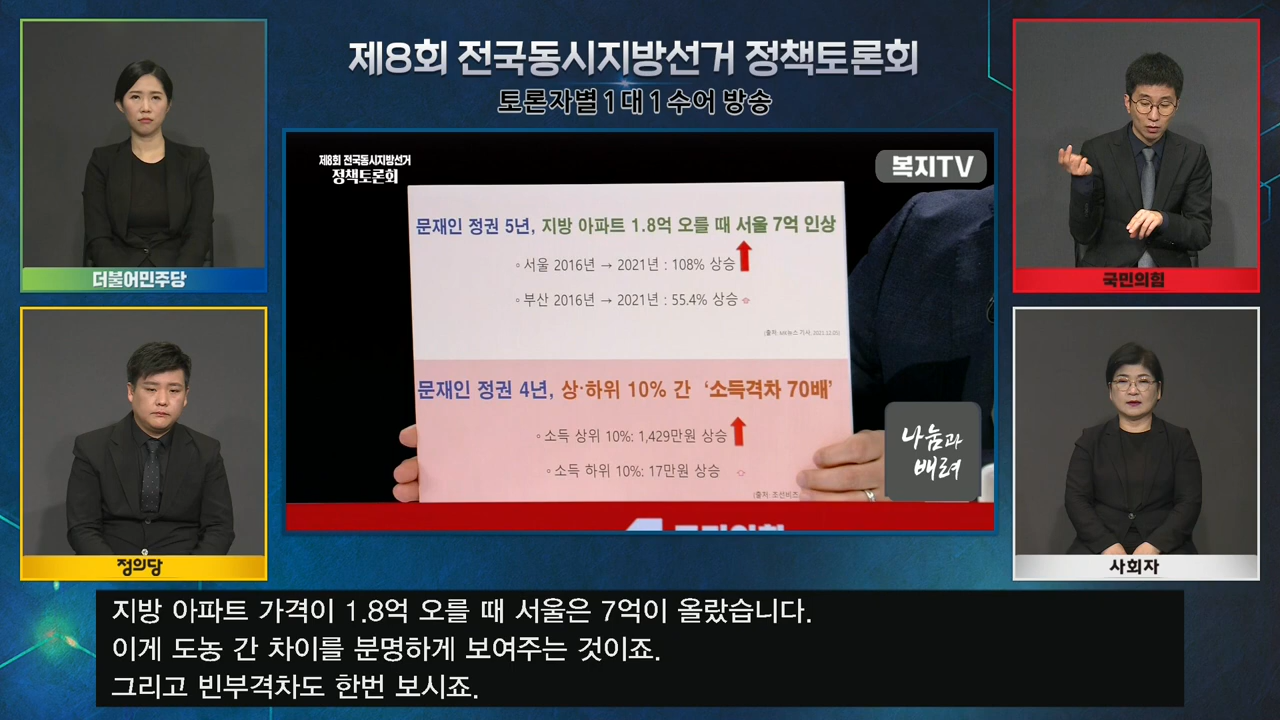 제8회 전국동시지방선거 정책토론회
토론자별 1대1 수어 방송
더불어민주당
국민의힘
정의당
사회자
제8회 전국동시지방선거
정책토론회
복지TV
문재인 정권 5년, 지방 아파트 1.8억 오를 때 서울 7억 인상
◦서울 2016년 → 2021년 : 108% 상승
◦부산 2016년 → 2021년 : 55.4% 상승
문재인 정권 4년, 상·하위 10% 간 ‘소득격차 70배’
◦소득 상위 10%: 1,429만원 상승
◦소득 하위 10%: 17만원 상승
(출처: 조선비즈
나눔과
배려
지방 아파트 가격이 1.8억 오를 때 서울은 7억이 올랐습니다.
이게 도농 간 차이를 분명하게 보여주는 것이죠.
그리고 빈부격차도 한번 보시죠.